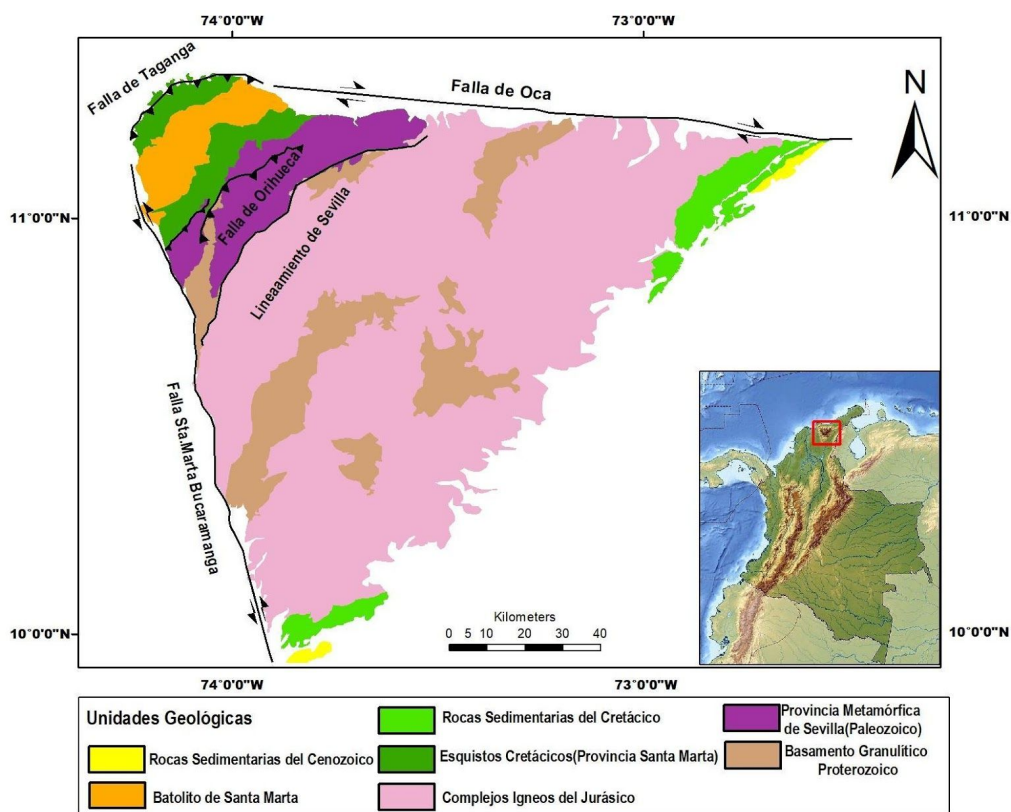 74°0'0"W
73°0'0"W
Falla de Taganga
Falla de Oca
N
11°0'0"N
11°0'0"N
Falla de Orihueca
Lineaamiento de Sevilla
Falla Sta.Marta Bucaramanga
10°0'0"N
10°0'0"N
Kilometers
0 5 10 20 30 40
74°0'0"W
73°0'0"W
Unidades Geológicas
Rocas Sedimentarias del Cenozoico
Batolito de Santa Marta
Rocas Sedimentarias del Cretácico
Esquistos Cretácicos(Provincia Santa Marta)
Complejos Igneos del Jurásico
Provincia Metamórfica
de Sevilla(Paleozoico)
Basamento Granulítico
Proterozoico